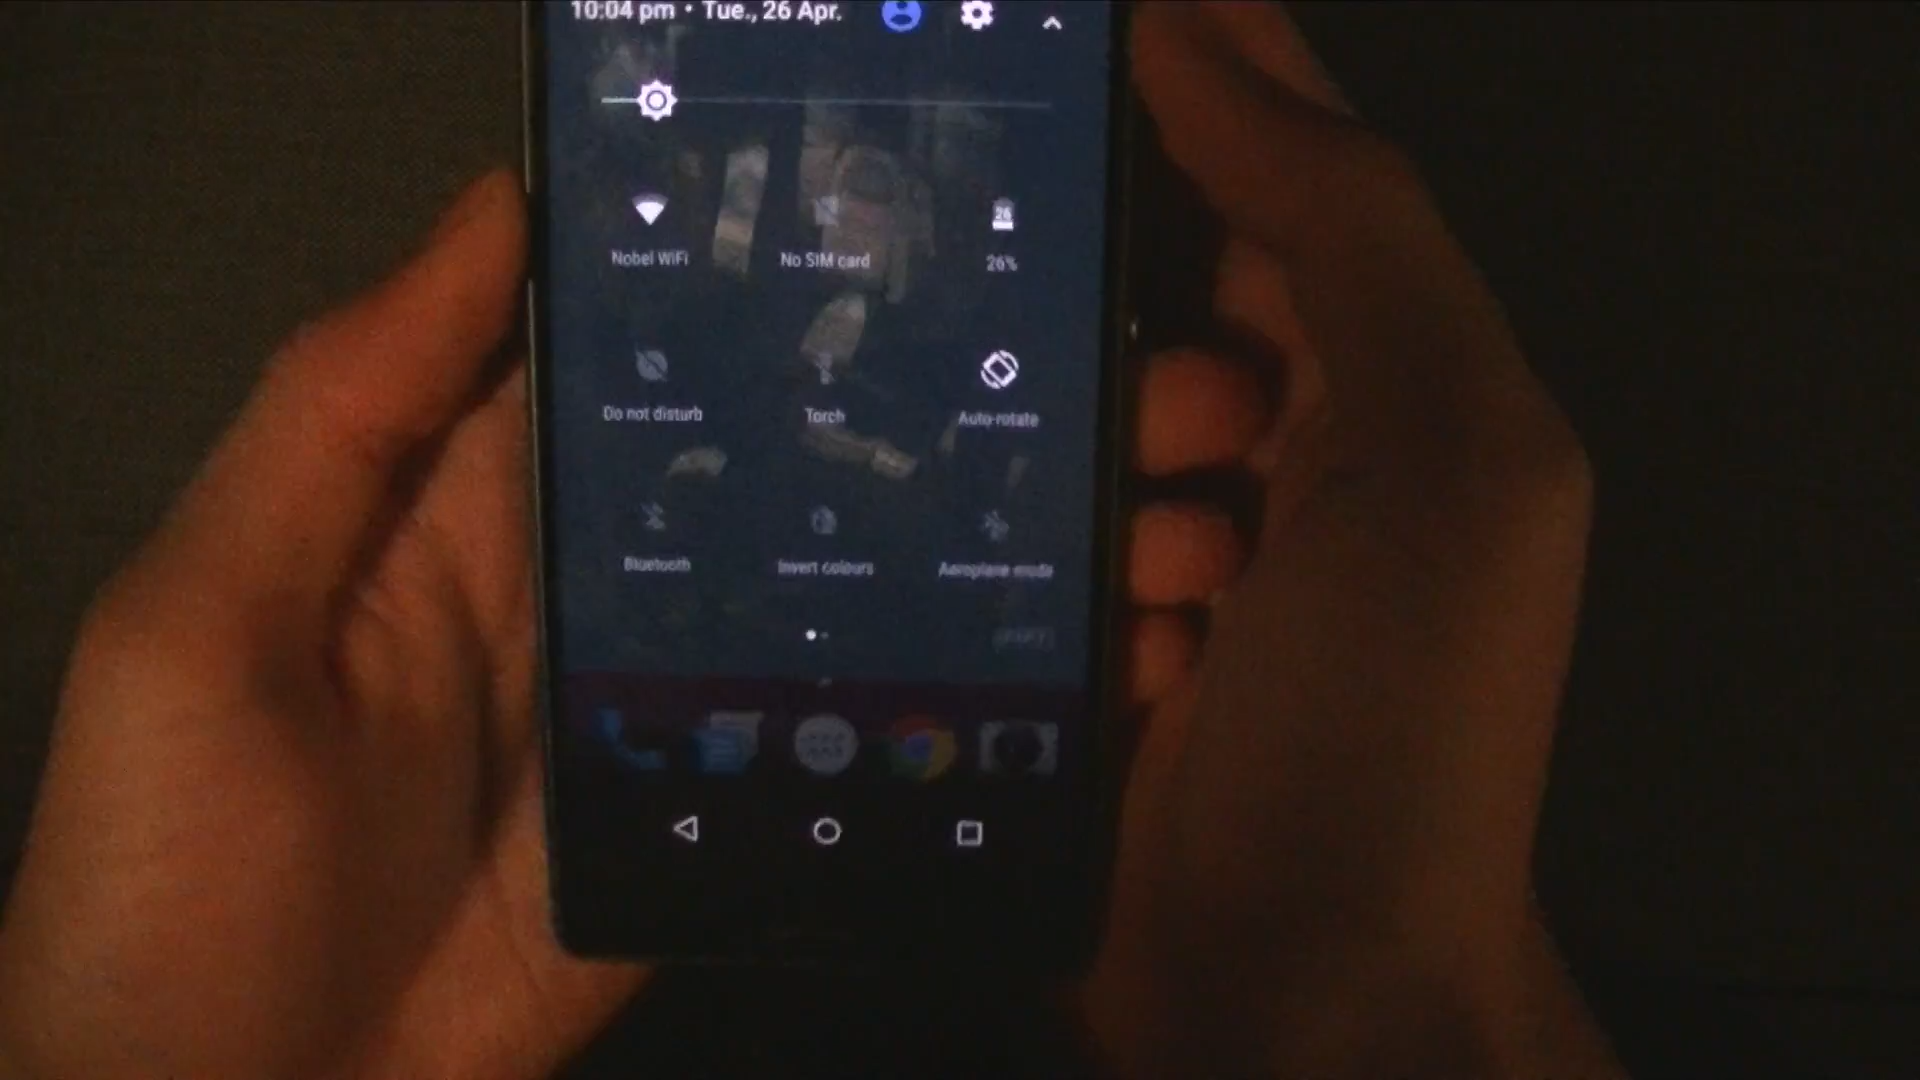 10:04 pm • Tue., 26 Apr.
Nobel WiFi
No SIM card
26
26%
Do not disturb
Torch
Auto-rotate
Bluetooth
Invert colours
Aeroplane mode